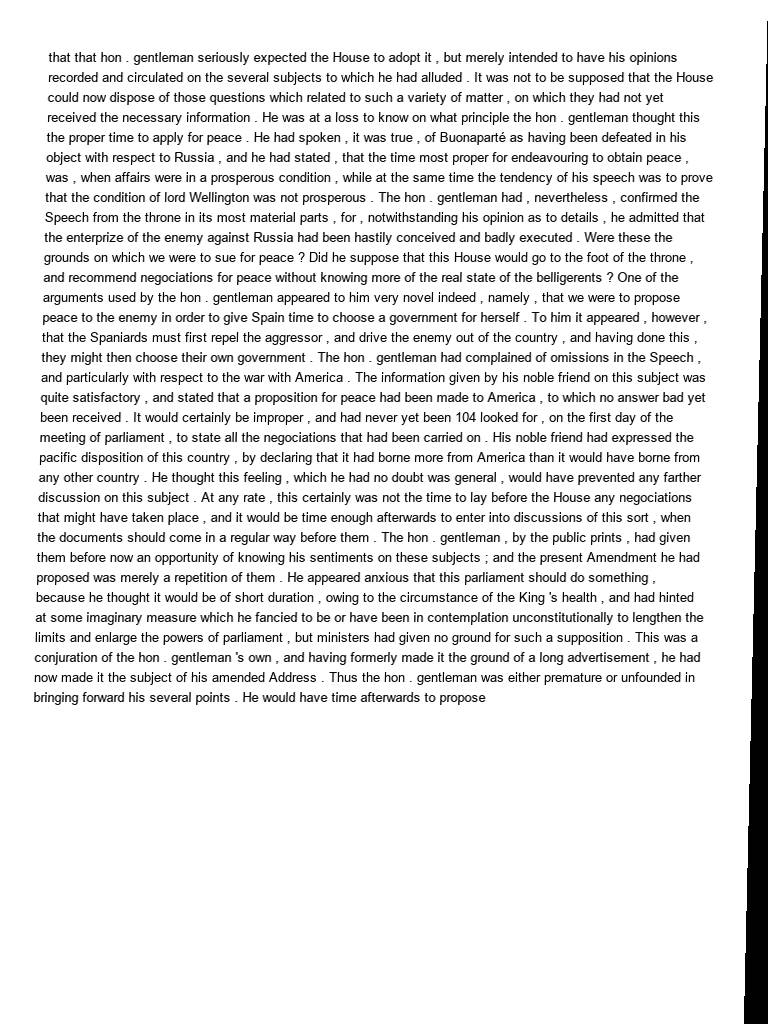 that that hon . gentleman seriously expected the House to adopt it , but merely intended to have his opinions
recorded and circulated on the several subjects to which he had alluded . It was not to be supposed that the House
could now dispose of those questions which related to such a variety of matter , on which they had not yet
received the necessary information . He was at a loss to know on what principle the hon . gentleman thought this
the proper time to apply for peace . He had spoken , it was true , of Buonaparté as having been defeated in his
object with respect to Russia , and he had stated , that the time most proper for endeavouring to obtain peace ,
was , when affairs were in a prosperous condition , while at the same time the tendency of his speech was to prove
that the condition of lord Wellington was not prosperous . The hon . gentleman had , nevertheless , confirmed the
Speech from the throne in its most material parts , for , notwithstanding his opinion as to details , he admitted that
the enterprize of the enemy against Russia had been hastily conceived and badly executed . Were these the
grounds on which we were to sue for peace ? Did he suppose that this House would go to the foot of the throne ,
and recommend negociations for peace without knowing more of the real state of the belligerents ? One of the
arguments used by the hon . gentleman appeared to him very novel indeed , namely , that we were to propose
peace to the enemy in order to give Spain time to choose a government for herself . To him it appeared , however ,
that the Spaniards must first repel the aggressor , and drive the enemy out of the country , and having done this ,
they might then choose their own government . The hon . gentleman had complained of omissions in the Speech ,
and particularly with respect to the war with America . The information given by his noble friend on this subject was
quite satisfactory , and stated that a proposition for peace had been made to America , to which no answer bad yet
been received . It would certainly be improper , and had never yet been 104 looked for , on the first day of the
meeting of parliament , to state all the negociations that had been carried on . His noble friend had expressed the
pacific disposition of this country , by declaring that it had borne more from America than it would have borne from
any other country . He thought this feeling , which he had no doubt was general , would have prevented any farther
discussion on this subject . At any rate , this certainly was not the time to lay before the House any negociations
that might have taken place , and it would be time enough afterwards to enter into discussions of this sort , when
the documents should come in a regular way before them . The hon . gentleman , by the public prints , had given
them before now an opportunity of knowing his sentiments on these subjects ; and the present Amendment he had
proposed was merely a repetition of them . He appeared anxious that this parliament should do something ,
because he thought it would be of short duration , owing to the circumstance of the King 's health , and had hinted
at some imaginary measure which he fancied to be or have been in contemplation unconstitutionally to lengthen the
limits and enlarge the powers of parliament , but ministers had given no ground for such a supposition . This was a
conjuration of the hon . gentleman 's own , and having formerly made it the ground of a long advertisement , he had
now made it the subject of his amended Address . Thus the hon . gentleman was either premature or unfounded in
bringing forward his several points . He would have time afterwards to propose